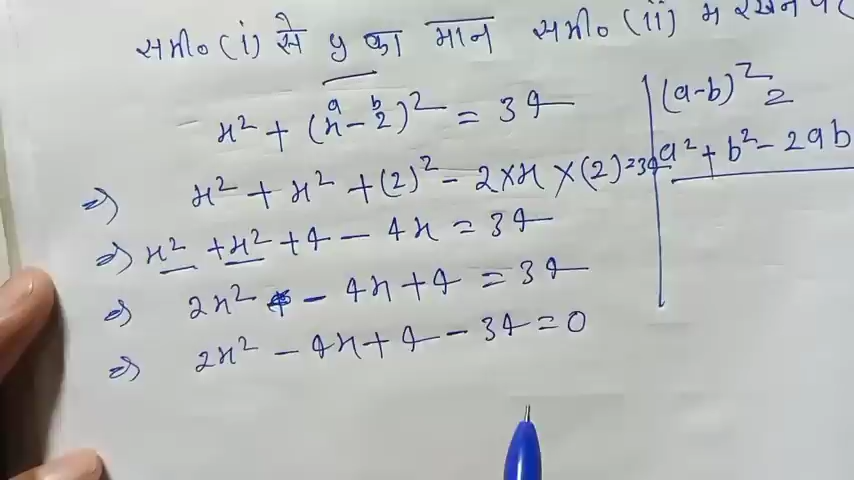 समी० (i) से y का मान समी० (ii) म रखने पर
x² + (x-2)² = 34
a b
(a-b)² =
a² + b² - 2ab
=> x² + x² + (2)² - 2×x×(2) = 34
=> x² + x² + 4 - 4x = 34
=> 2x² - 4x + 4 = 34
=> 2x² - 4x + 4 - 34 = 0